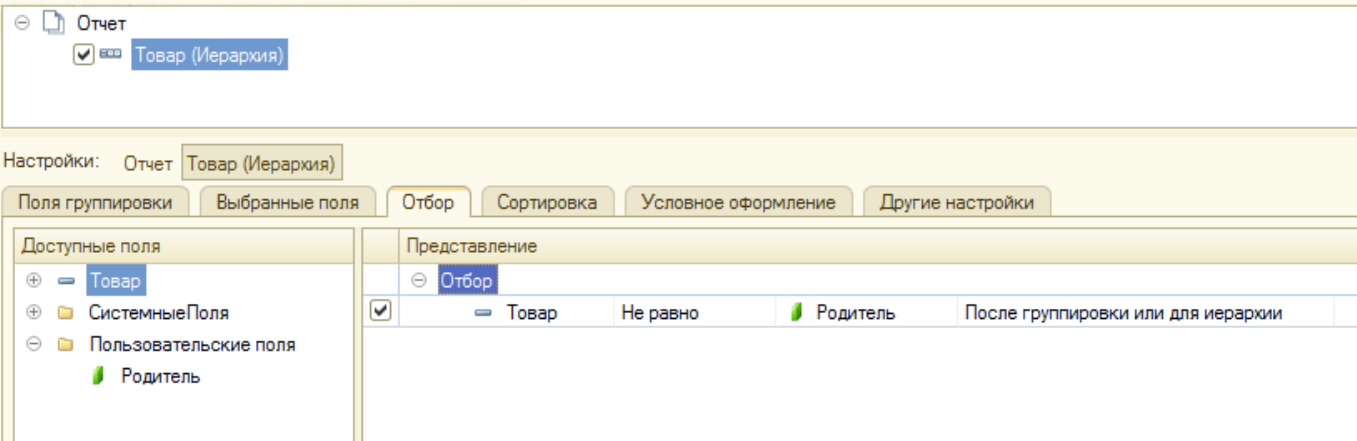 Отчет
Товар (Иерархия)
Настройки: Отчет Товар (Иерархия)
Поля группировки Выбранные поля Отбор Сортировка Условное оформление Другие настройки
Доступные поля Представление
Товар Отбор
СистемныеПоля Товар Не равно Родитель После группировки или для иерархии
Пользовательские поля
Родитель